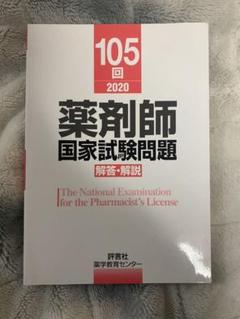 105
回
2020
薬剤師
国家試験問題
解答・解説
The National Examination
for the Pharmacist's License
評言社
薬学教育センター